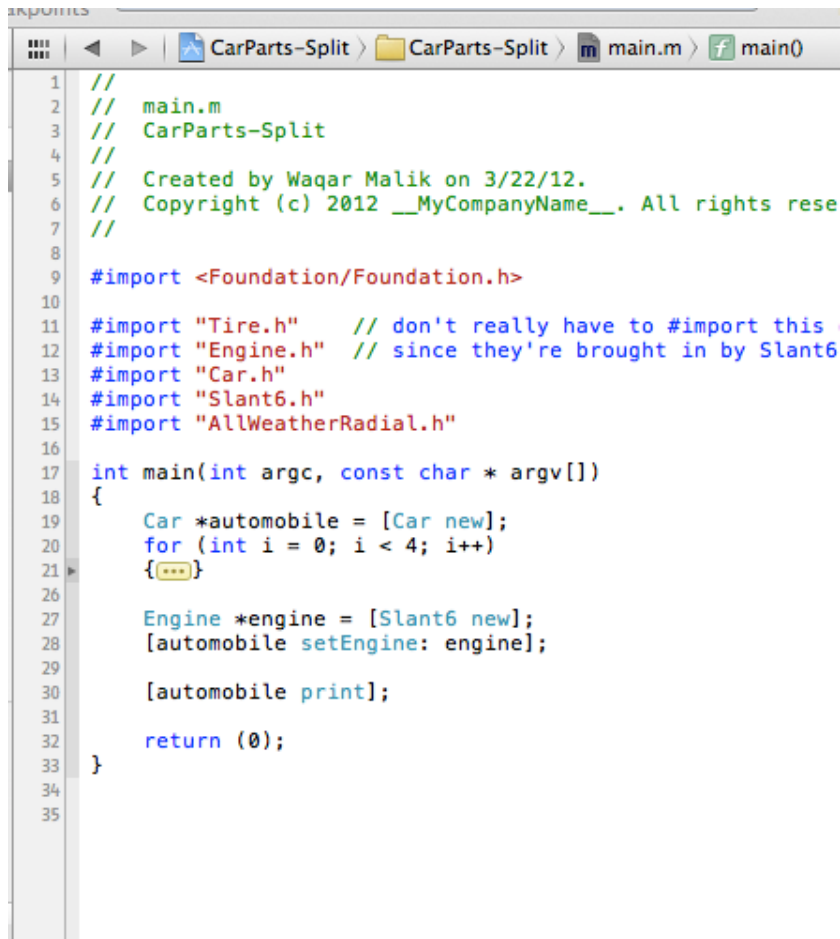 CarParts-Split CarParts-Split main.m main()
1 //
2 // main.m
3 // CarParts-Split
4 //
5 // Created by Waqar Malik on 3/22/12.
6 // Copyright (c) 2012 __MyCompanyName__. All rights rese
7 //
8
9 #import <Foundation/Foundation.h>
10
11 #import "Tire.h"    // don't really have to #import this
12 #import "Engine.h"  // since they're brought in by Slant6
13 #import "Car.h"
14 #import "Slant6.h"
15 #import "AllWeatherRadial.h"
16
17 int main(int argc, const char * argv[])
18 {
19     Car *automobile = [Car new];
20     for (int i = 0; i < 4; i++)
21     {...}
26
27     Engine *engine = [Slant6 new];
28     [automobile setEngine: engine];
29
30     [automobile print];
31
32     return (0);
33 }
34
35